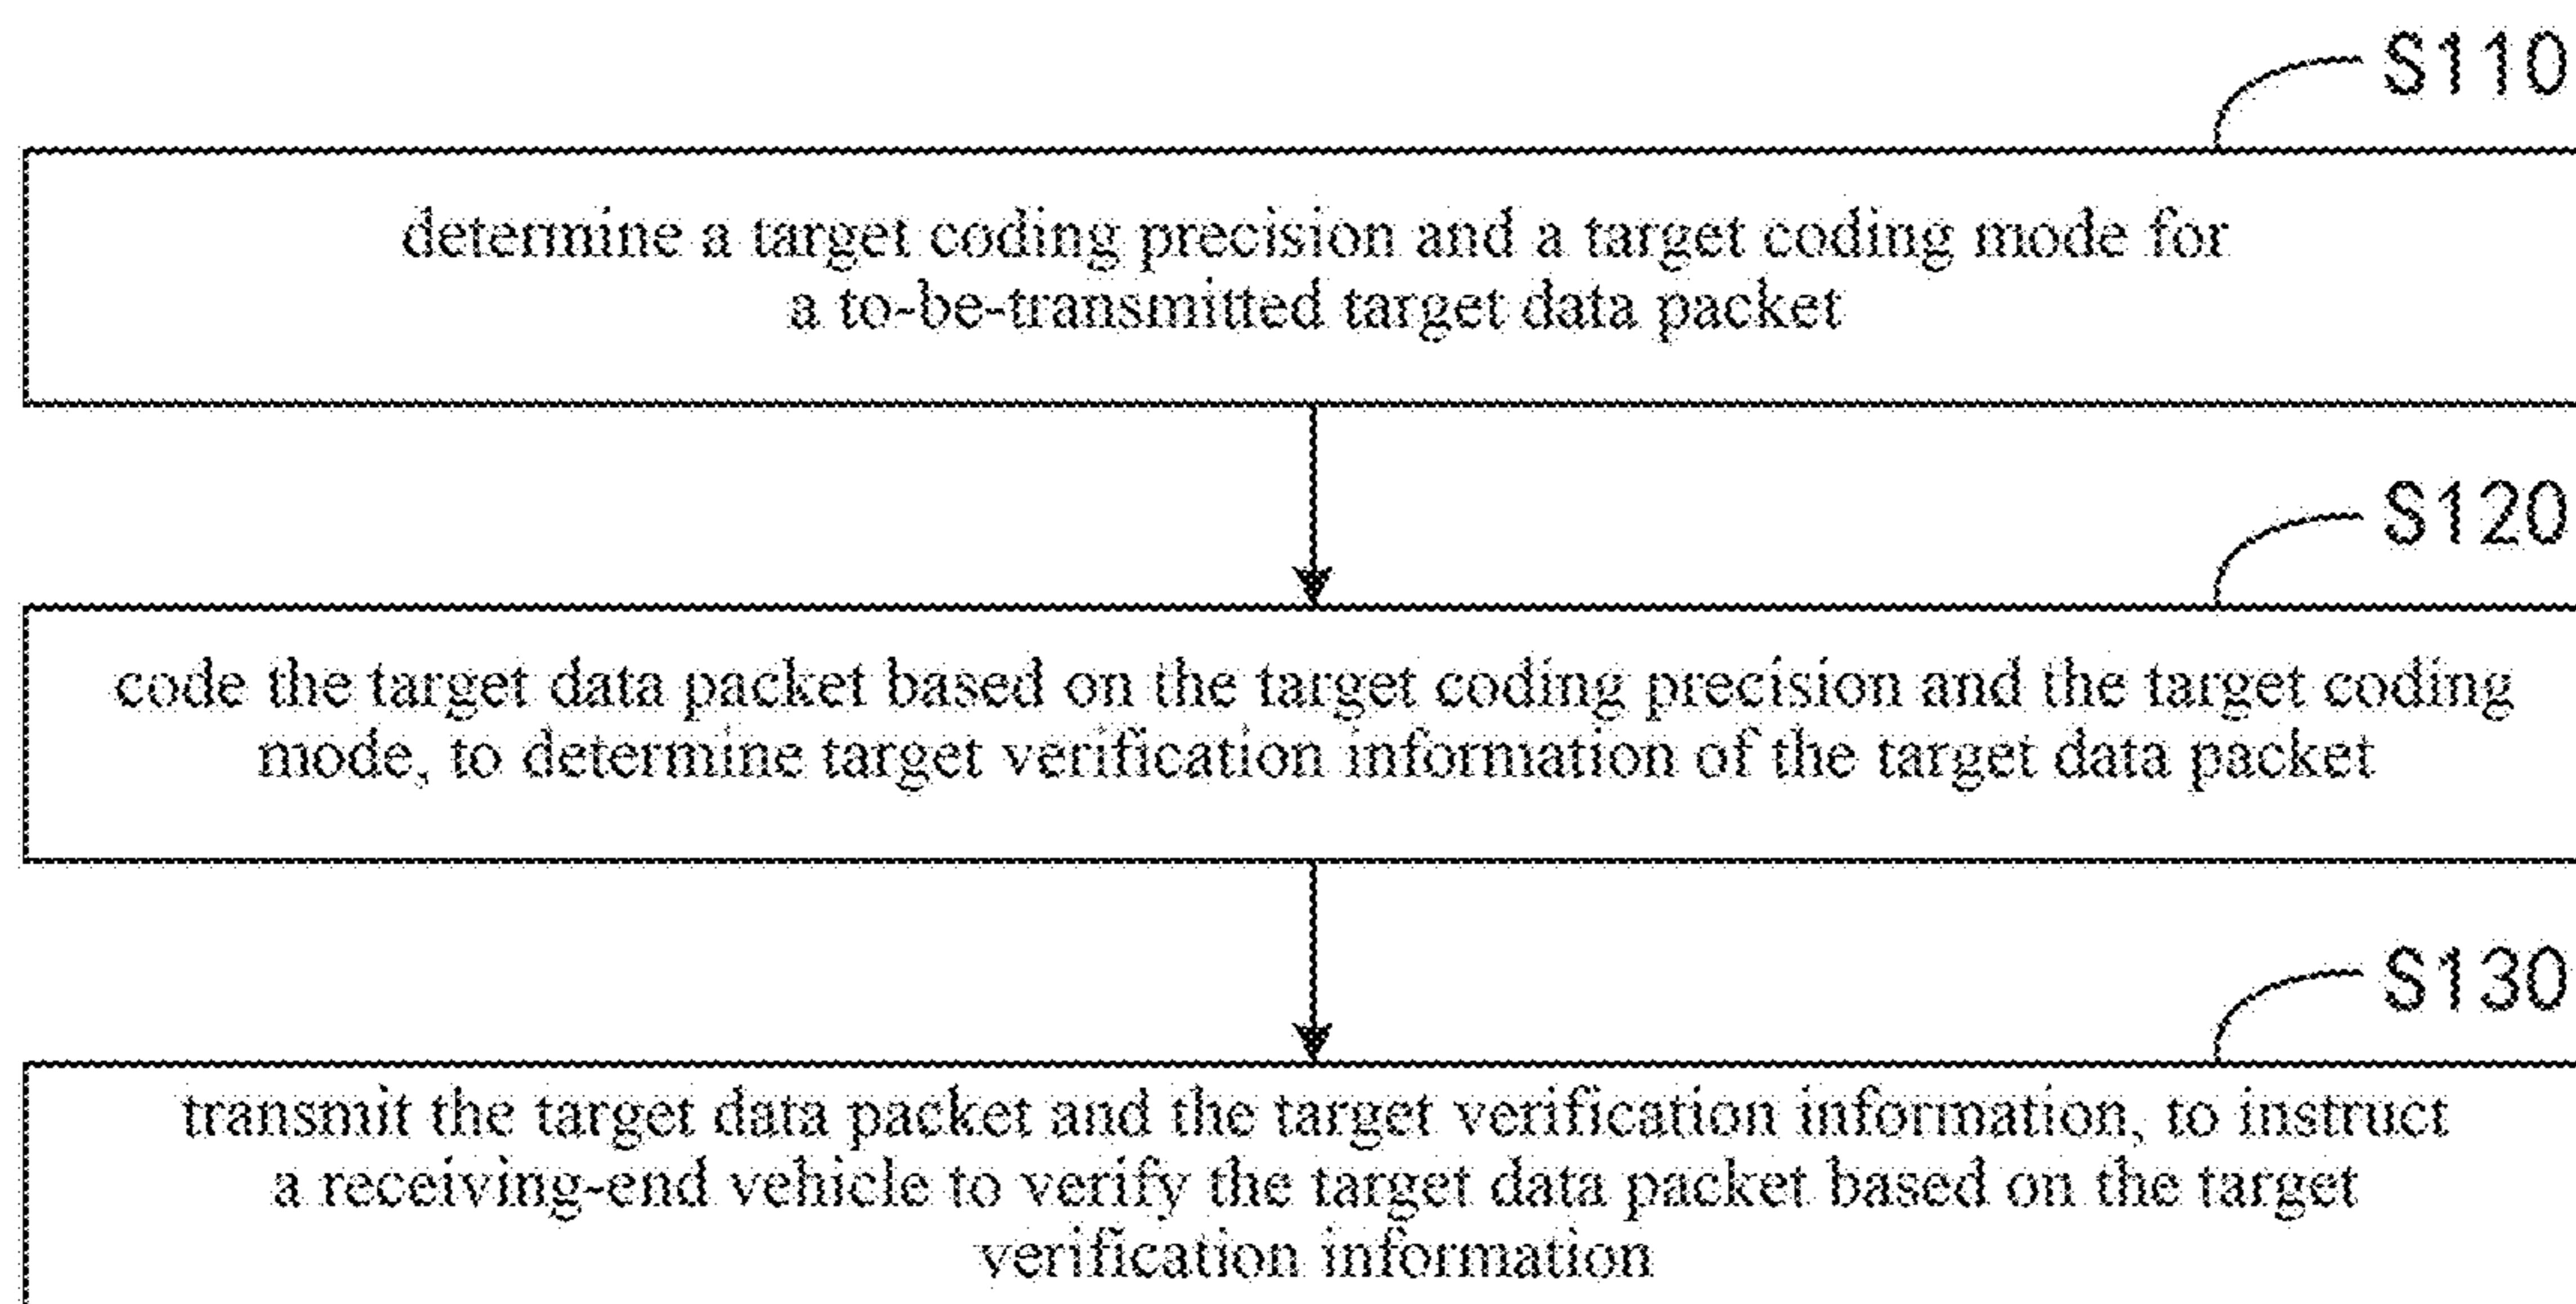 S110
determine a target coding precision and a target coding mode for
a to-be-transmitted target data packet
S120
code the target data packet based on the target coding precision and the target coding
mode, to determine target verification information of the target data packet
S130
transmit the target data packet and the target verification information, to instruct
a receiving-end vehicle to verify the target data packet based on the target
verification information